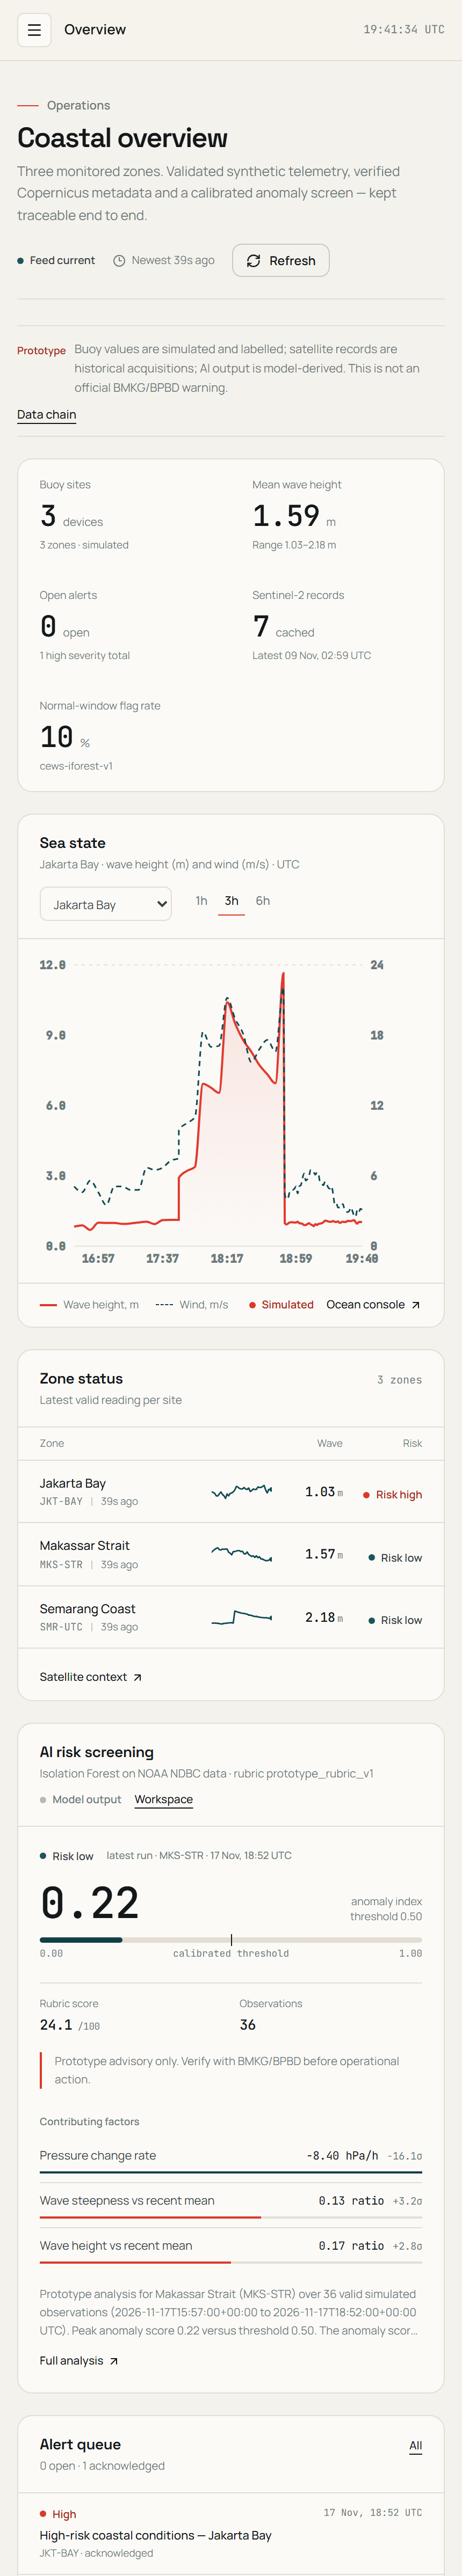 Overview
19:41:34 UTC
Operations
Coastal overview
Three monitored zones. Validated synthetic telemetry, verified
Copernicus metadata and a calibrated anomaly screen — kept
traceable end to end.
Feed current
Newest 39s ago
Refresh
Prototype
Buoy values are simulated and labelled; satellite records are
historical acquisitions; AI output is model-derived. This is not an
official BMKG/BPBD warning.
Data chain
Buoy sites
3 devices
3 zones · simulated
Mean wave height
1.59 m
Range 1.03–2.18 m
Open alerts
0 open
1 high severity total
Sentinel-2 records
7 cached
Latest 09 Nov, 02:59 UTC
Normal-window flag rate
10 %
cews-iforest-v1
Sea state
Jakarta Bay · wave height (m) and wind (m/s) · UTC
Jakarta Bay
1h 3h 6h
12.0 24
9.0 18
6.0 12
3.0 6
0.0 0
16:57 17:37 18:17 18:59 19:40
Wave height, m
Wind, m/s
Simulated
Ocean console
Zone status
3 zones
Latest valid reading per site
Zone Wave Risk
Jakarta Bay
JKT-BAY | 39s ago
1.03 m
Risk high
Makassar Strait
MKS-STR | 39s ago
1.57 m
Risk low
Semarang Coast
SMR-UTC | 39s ago
2.18 m
Risk low
Satellite context
AI risk screening
Isolation Forest on NOAA NDBC data · rubric prototype_rubric_v1
Model output
Workspace
Risk low
latest run · MKS-STR · 17 Nov, 18:52 UTC
0.22
anomaly index
threshold 0.50
0.00 calibrated threshold 1.00
Rubric score
24.1 /100
Observations
36
Prototype advisory only. Verify with BMKG/BPBD before operational
action.
Contributing factors
Pressure change rate -8.40 hPa/h -16.1σ
Wave steepness vs recent mean 0.13 ratio +3.2σ
Wave height vs recent mean 0.17 ratio +2.8σ
Prototype analysis for Makassar Strait (MKS-STR) over 36 valid simulated
observations (2026-11-17T15:57:00+00:00 to 2026-11-17T18:52:00+00:00
UTC). Peak anomaly score 0.22 versus threshold 0.50. The anomaly scor…
Full analysis
Alert queue
All
0 open · 1 acknowledged
High
17 Nov, 18:52 UTC
High-risk coastal conditions — Jakarta Bay
JKT-BAY · acknowledged